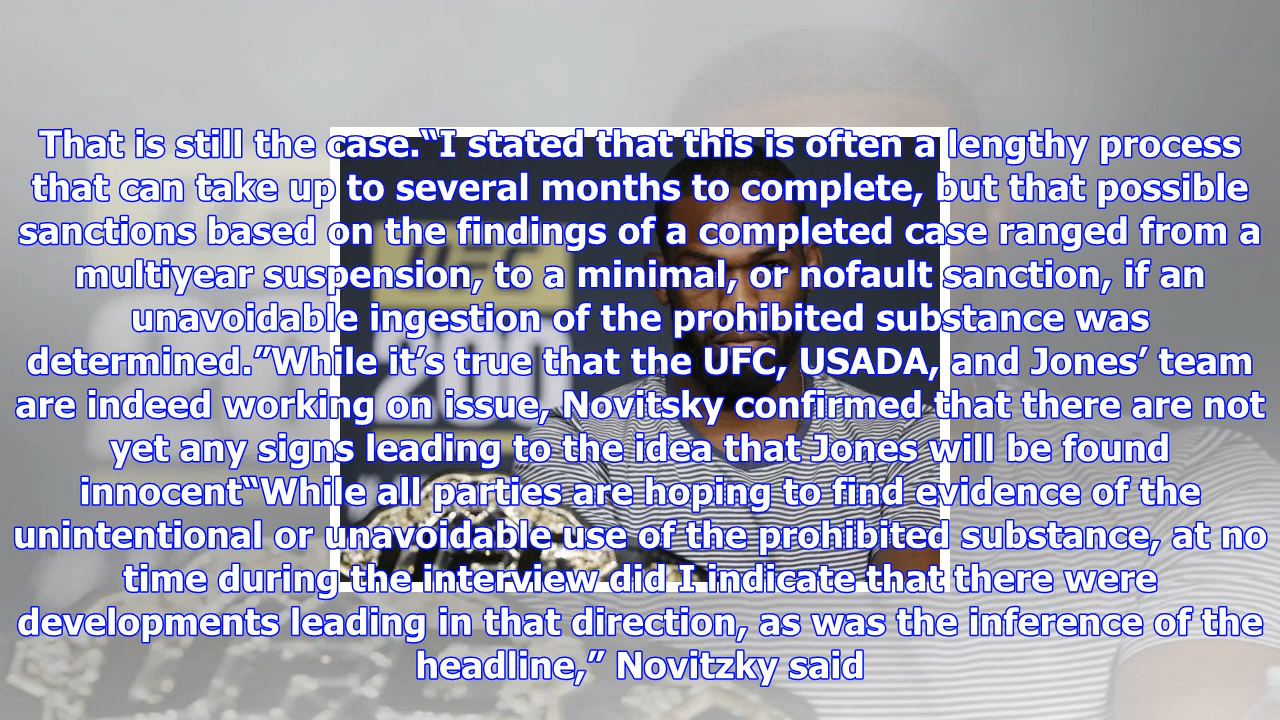 That is still the case.“I stated that this is often a lengthy process
that can take up to several months to complete, but that possible
sanctions based on the findings of a completed case ranged from a
multiyear suspension, to a minimal, or nofault sanction, if an
unavoidable ingestion of the prohibited substance was
determined.”While it’s true that the UFC, USADA, and Jones’ team
are indeed working on issue, Novitsky confirmed that there are not
yet any signs leading to the idea that Jones will be found
innocent“While all parties are hoping to find evidence of the
unintentional or unavoidable use of the prohibited substance, at no
time during the interview did I indicate that there were
developments leading in that direction, as was the inference of the
headline,” Novitzky said
UFC
200